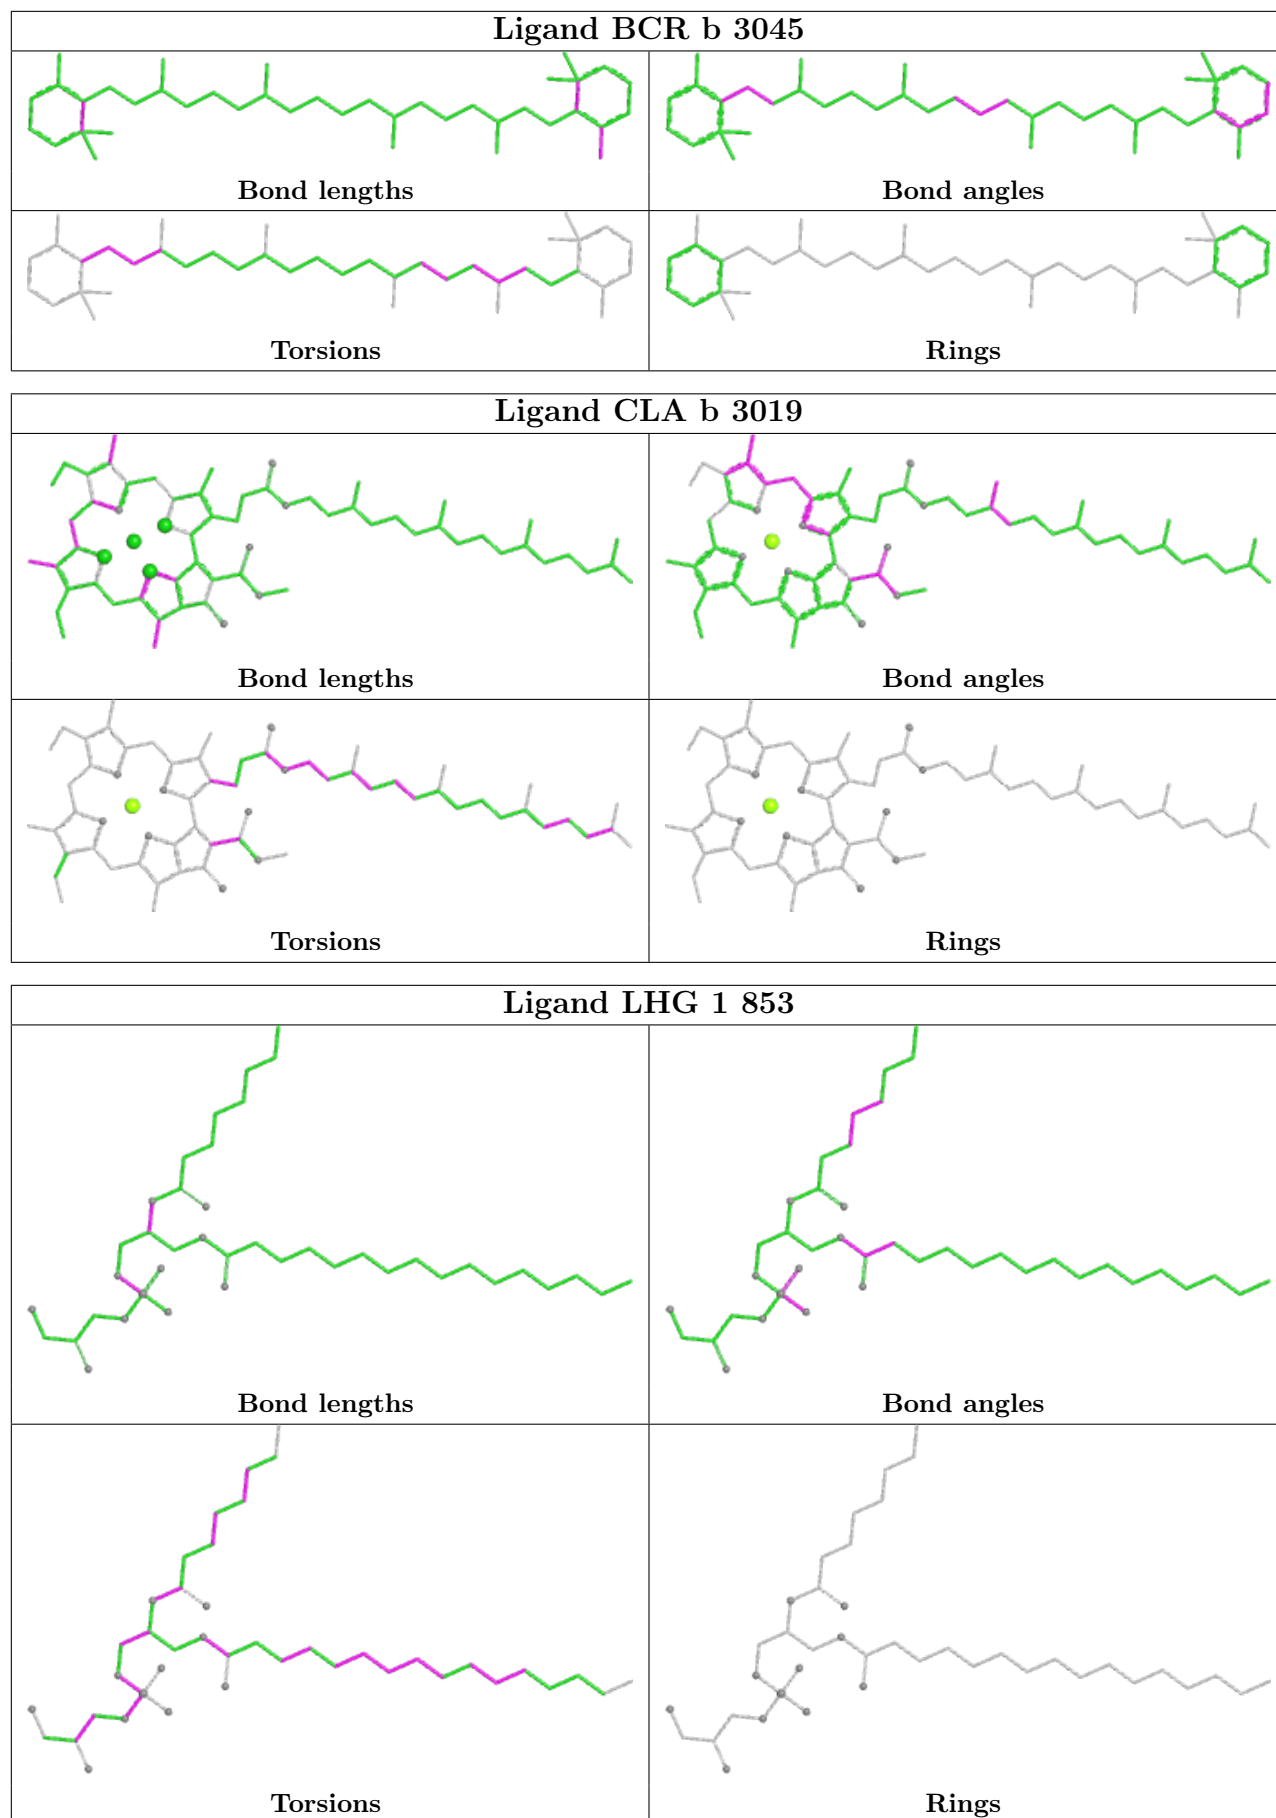 Ligand BCR b 3045
Bond lengths
Bond angles
Torsions
Rings
Ligand CLA b 3019
Bond lengths
Bond angles
Torsions
Rings
Ligand LHG 1 853
Bond lengths
Bond angles
Torsions
Rings